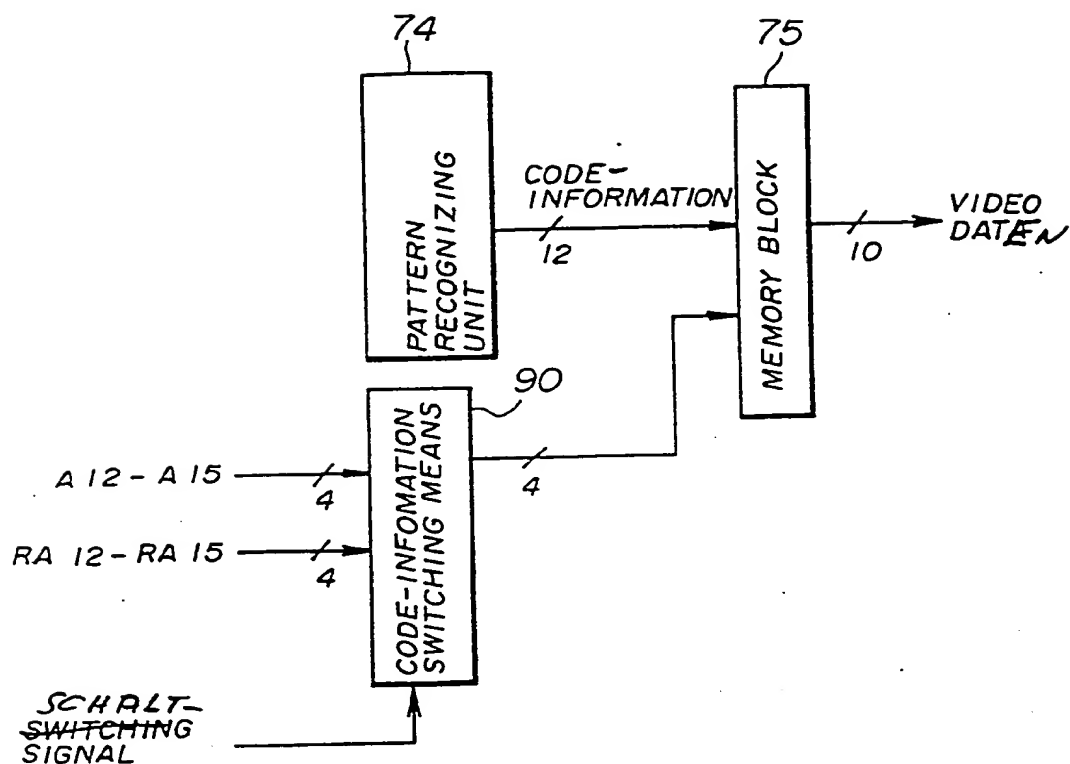 74
75
PATTERN
RECOGNIZING
UNIT
CODE-
INFORMATION
12
MEMORY BLOCK
10
VIDEO
DATEN
90
CODE-INFOMATION
SWITCHING MEANS
A 12 - A 15
4
4
RA 12 - RA 15
4
SCHALT-
SWITCHING
SIGNAL